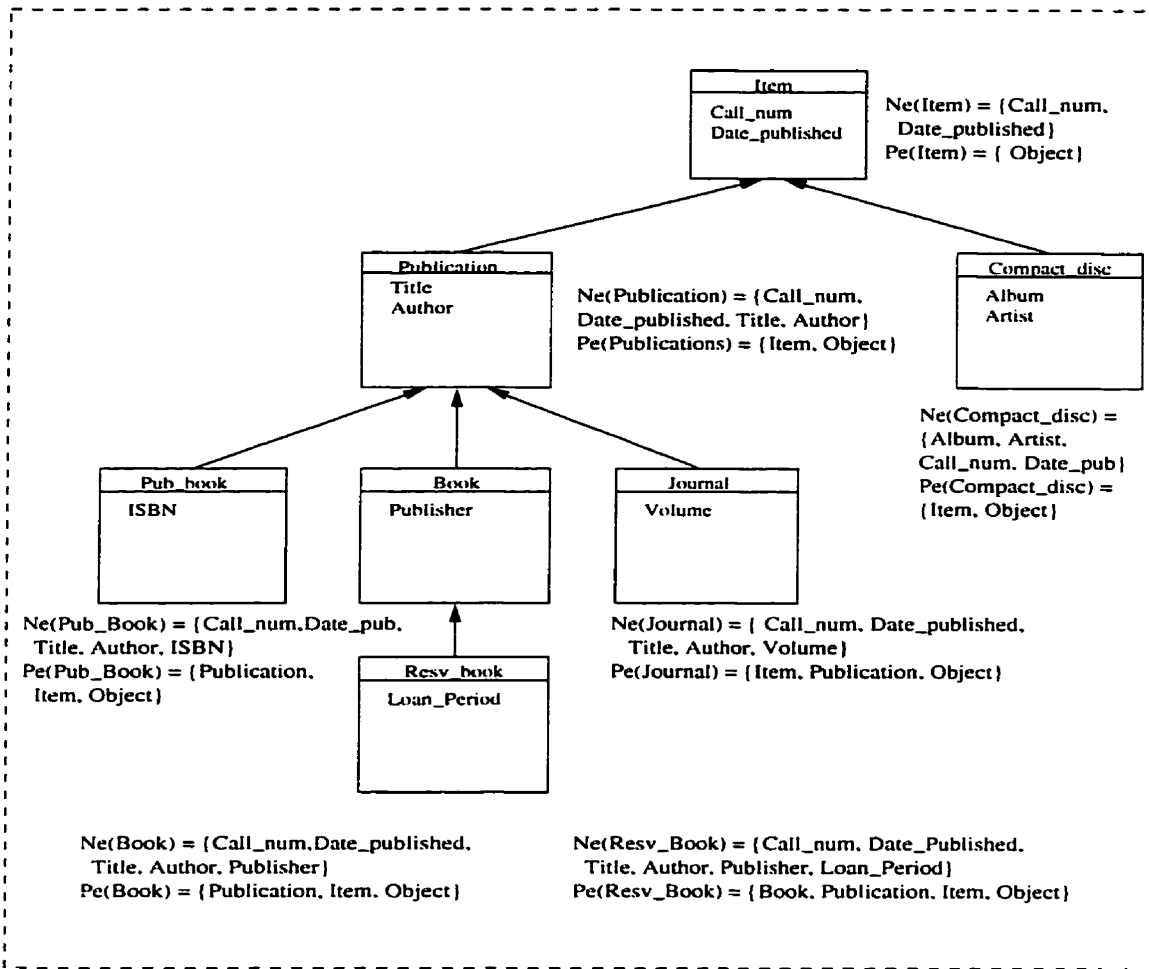 Item
Call_num
Date_published
Ne(Item) = {Call_num,
Date_published}
Pe(Item) = { Object}
Publication
Title
Author
Ne(Publication) = {Call_num,
Date_published, Title, Author}
Pe(Publications) = {Item, Object}
Compact_disc
Album
Artist
Ne(Compact_disc) =
{Album, Artist,
Call_num, Date_pub}
Pe(Compact_disc) =
{Item, Object}
Pub_book
ISBN
Book
Publisher
Journal
Volume
Ne(Pub_Book) = {Call_num,Date_pub,
Title, Author, ISBN}
Pe(Pub_Book) = {Publication,
Item, Object}
Ne(Journal) = { Call_num, Date_published,
Title, Author, Volume}
Pe(Journal) = {Item, Publication, Object}
Resv_book
Loan_Period
Ne(Book) = {Call_num,Date_published,
Title, Author, Publisher}
Pe(Book) = {Publication, Item, Object}
Ne(Resv_Book) = {Call_num, Date_Published,
Title, Author, Publisher, Loan_Period}
Pe(Resv_Book) = {Book, Publication, Item, Object}